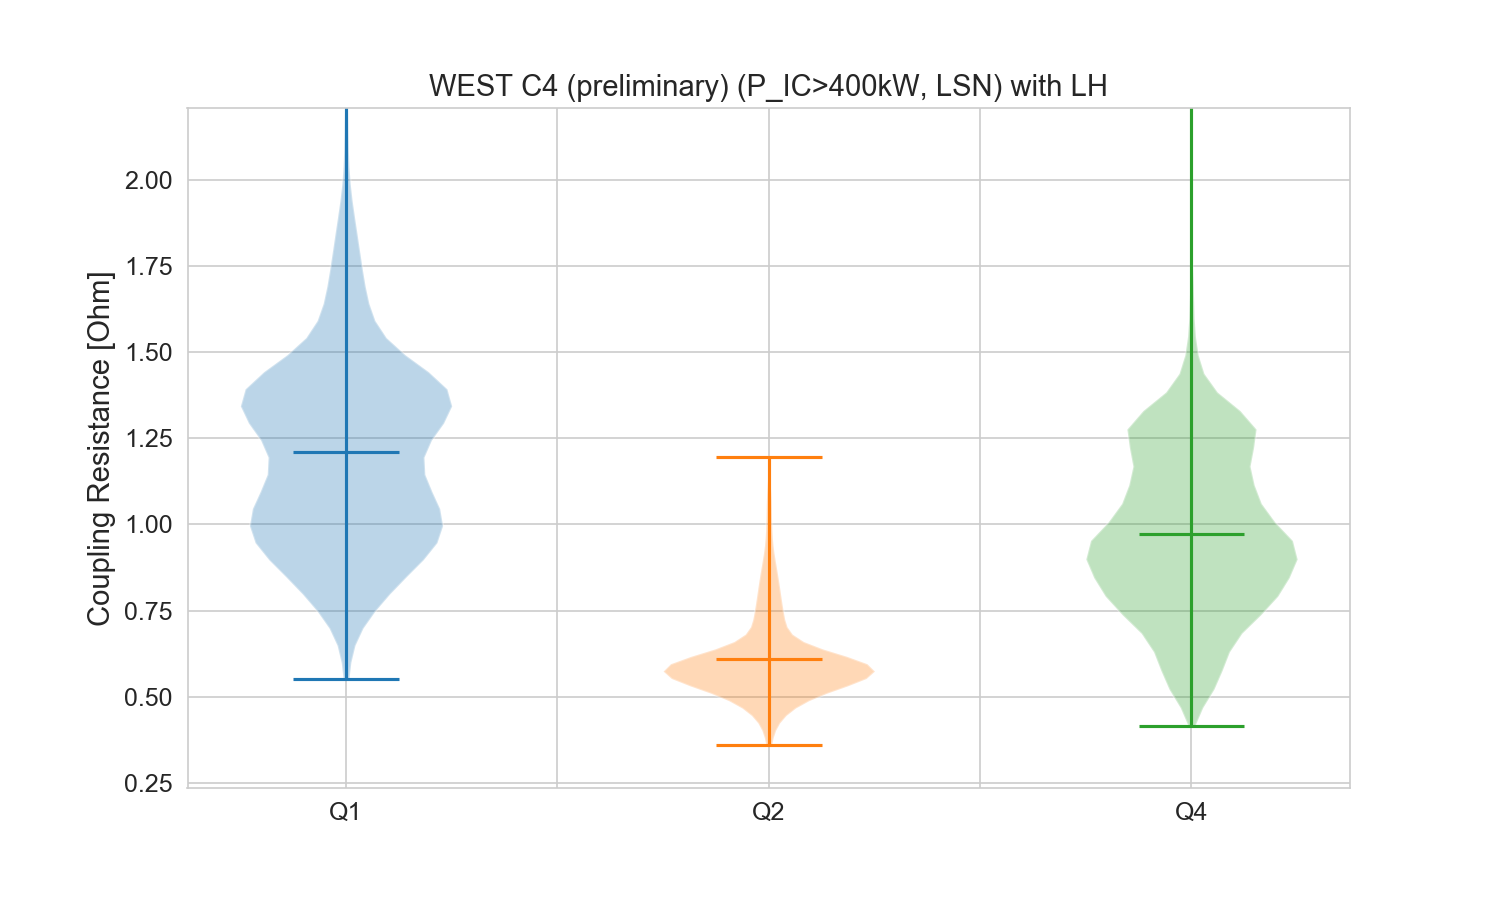 WEST C4 (preliminary) (P_IC>400kW, LSN) with LH
Coupling Resistance [Ohm]
2.00
1.75
1.50
1.25
1.00
0.75
0.50
0.25
Q1 Q2 Q4